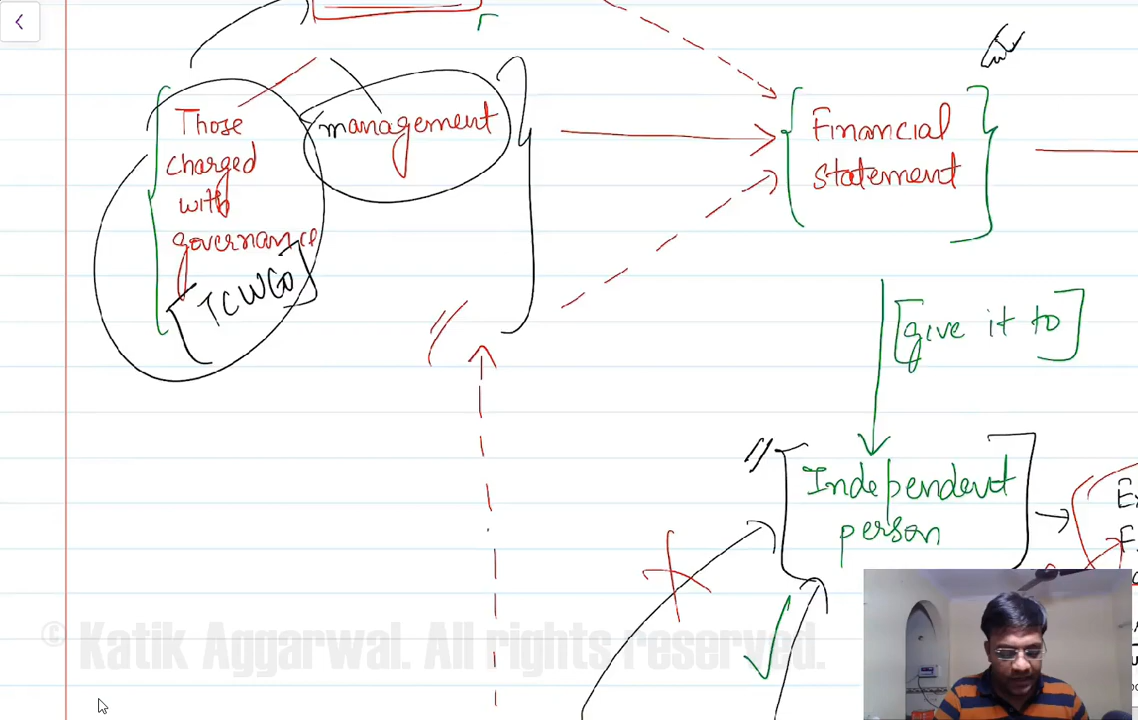 Those
charged
with
governance
[TCWG]
management
Financial
statement
[give it to]
Independent
person
© Katik Aggarwal. All rights reserved.